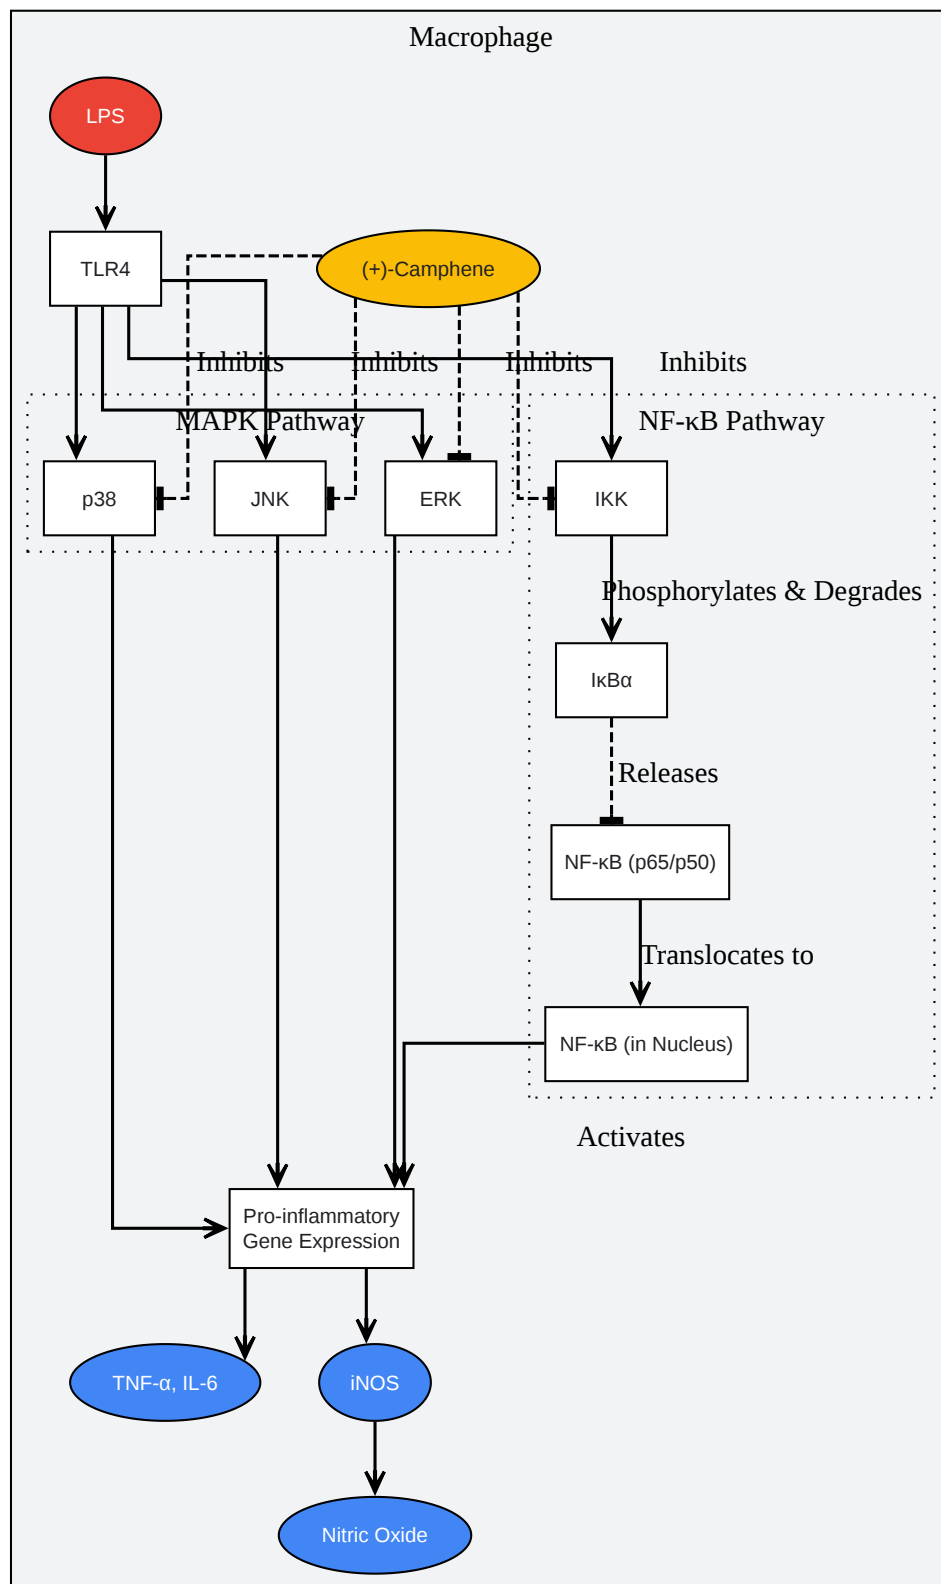 Macrophage
LPS
TLR4
(+)-Camphene
Inhibits
Inhibits
Inhibits
Inhibits
MAPK Pathway
NF-κB Pathway
p38
JNK
ERK
IKK
Phosphorylates & Degrades
IκBα
Releases
NF-κB (p65/p50)
Translocates to
NF-κB (in Nucleus)
Activates
Pro-inflammatory
Gene Expression
TNF-α, IL-6
iNOS
Nitric Oxide